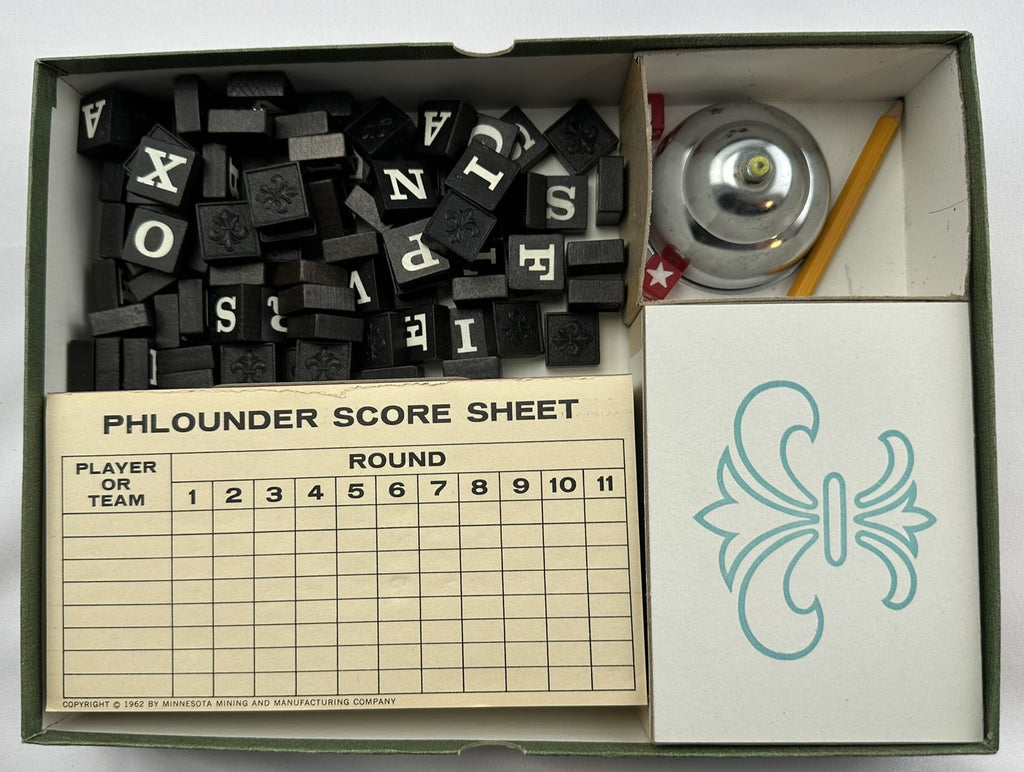 A
X
O
A
C
S
I
N
S
P
E
V
S
S
E
I
PHLOUNDER SCORE SHEET
PLAYER
OR
TEAM
ROUND
1 2 3 4 5 6 7 8 9 10 11
COPYRIGHT © 1962 BY MINNESOTA MINING AND MANUFACTURING COMPANY